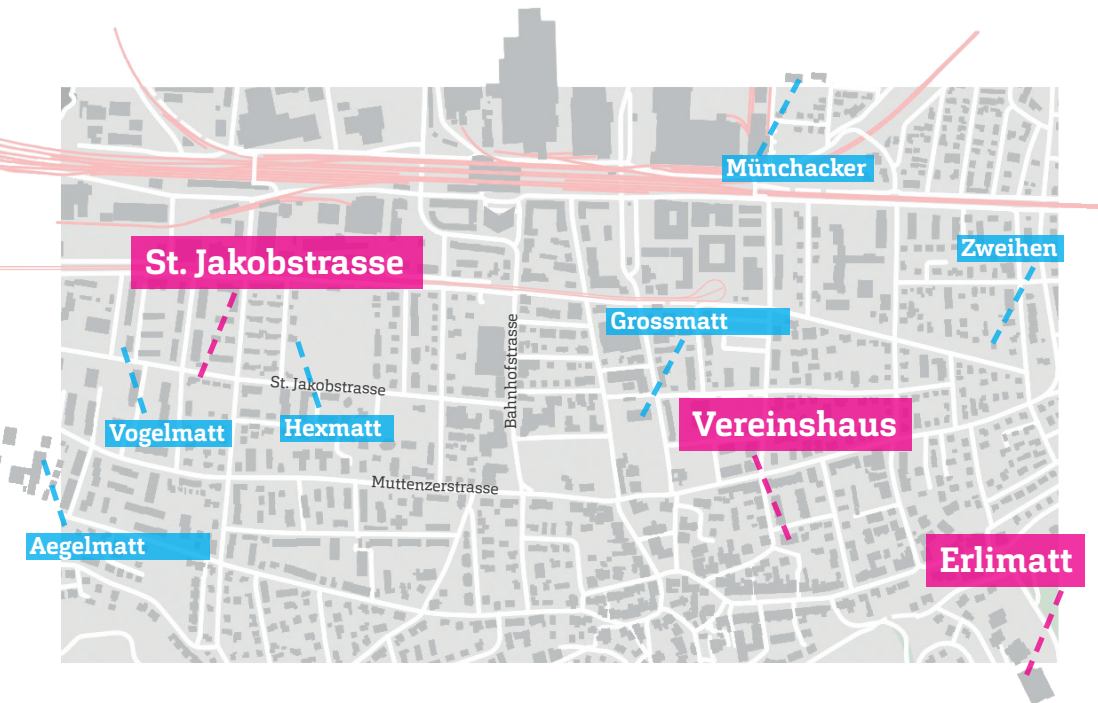 Münchacker
Zweihen
St. Jakobstrasse
Grossmatt
Bahnhofstrasse
St. Jakobstrasse
Vereinshaus
Hexmatt
Vogelmatt
Muttenzerstrasse
Aegelmatt
Erlimatt